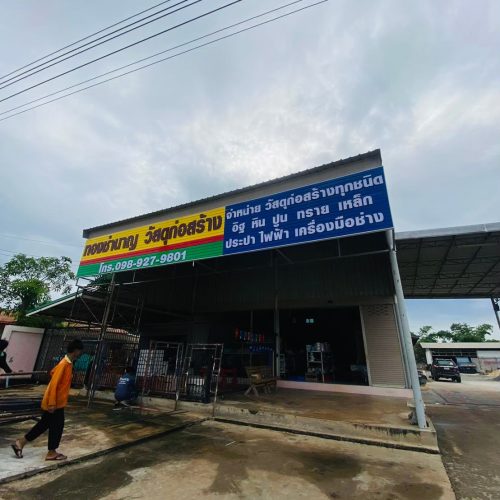 ทองชำนาญ วัสดุก่อสร้าง
โทร.098-927-9801
จำหน่าย วัสดุก่อสร้างทุกชนิด
อิฐ หิน ปูน ทราย เหล็ก
ประปา ไฟฟ้า เครื่องมือช่าง